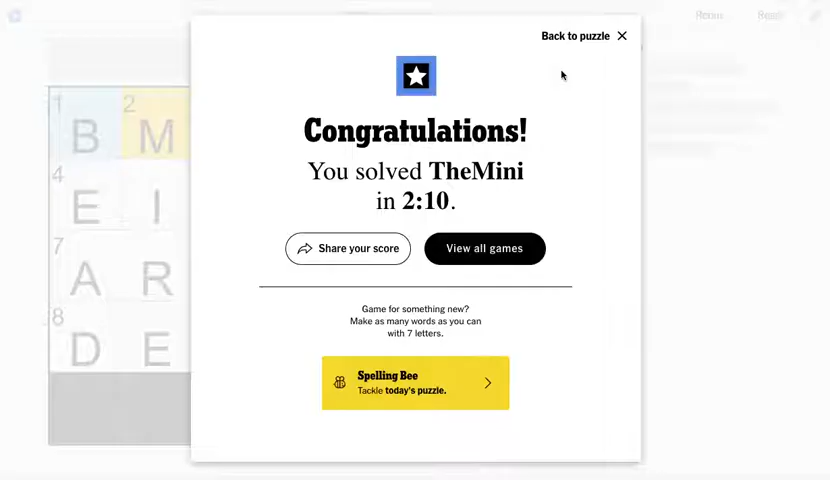 Back to puzzle
Congratulations!
You solved TheMini
in 2:10.
Share your score
View all games
Game for something new?
Make as many words as you can
with 7 letters.
Spelling Bee
Tackle today's puzzle.
1 B 2 M
4 E I
7 A R
8 D E